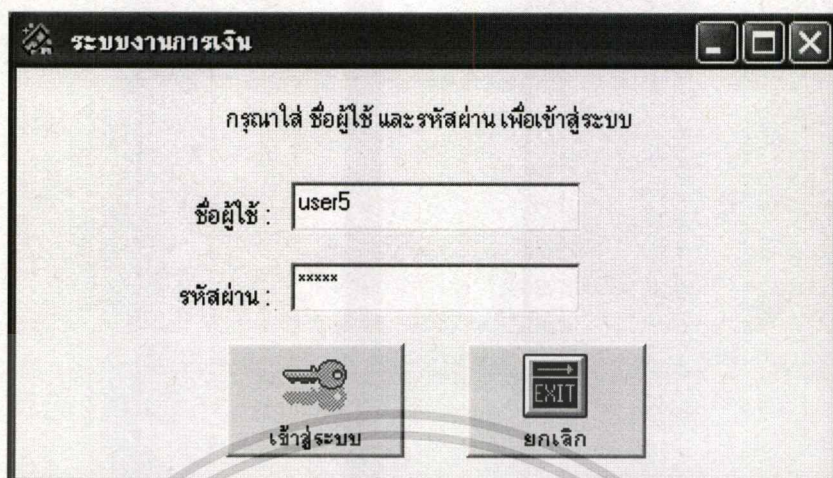 ระบบงานการเงิน
กรุณาใส่ ชื่อผู้ใช้ และรหัสผ่าน เพื่อเข้าสู่ระบบ
ชื่อผู้ใช้ : user5
รหัสผ่าน : *****
EXIT
เข้าสู่ระบบ ยกเลิก